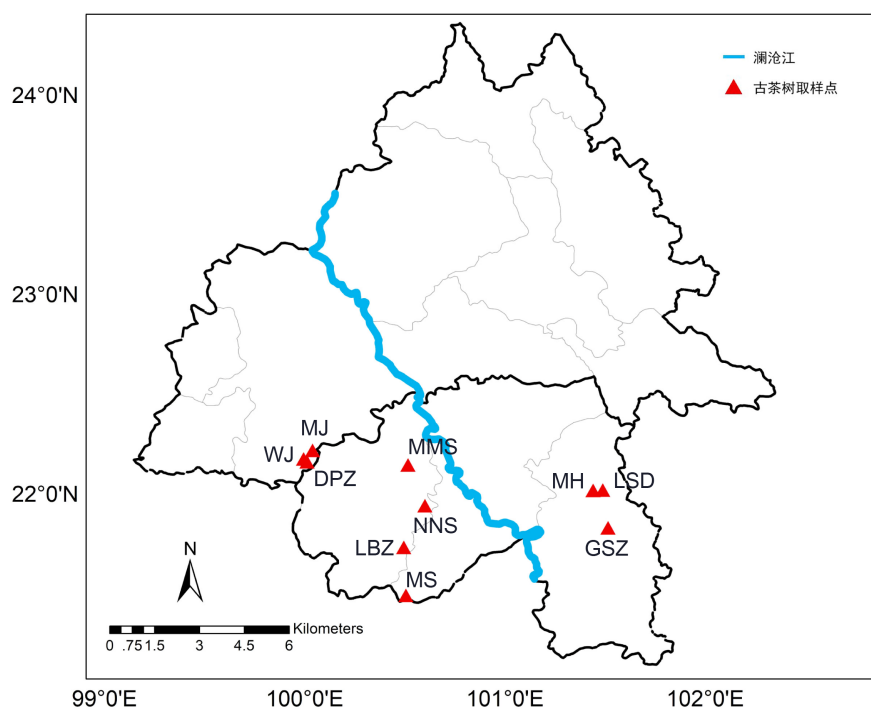 澜沧江
古茶树取样点
24°0'N
23°0'N
22°0'N
MJ
WJ
DPZ
MMS
NNS
LBZ
MS
MH
LSD
GSZ
N
Kilometers
0 .75 1.5 3 4.5 6
99°0'E 100°0'E 101°0'E 102°0'E